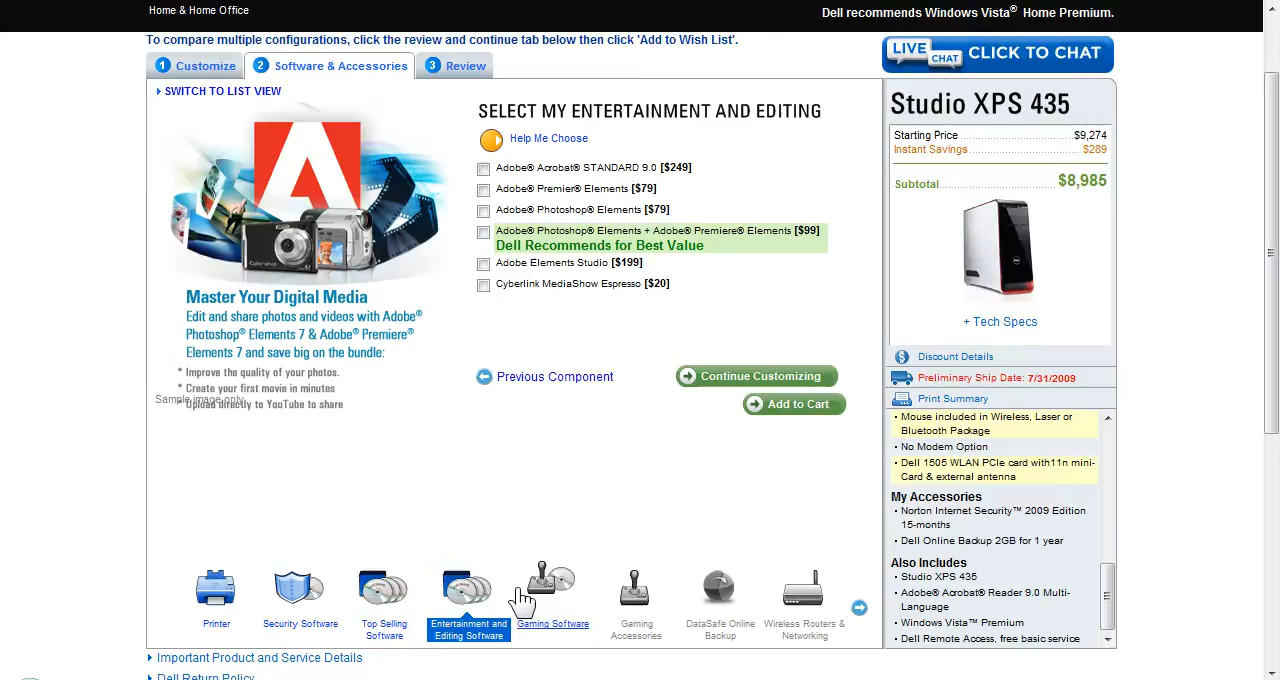 Home & Home Office
Dell recommends Windows Vista® Home Premium.
To compare multiple configurations, click the review and continue tab below then click 'Add to Wish List'.
LIVE CHAT CLICK TO CHAT
1 Customize
2 Software & Accessories
3 Review
SWITCH TO LIST VIEW
Master Your Digital Media
Edit and share photos and videos with Adobe®
Photoshop® Elements 7 & Adobe® Premiere®
Elements 7 and save big on the bundle:
* Improve the quality of your photos.
* Create your first movie in minutes
* Upload directly to YouTube to share
Sample image only
SELECT MY ENTERTAINMENT AND EDITING
Help Me Choose
Adobe® Acrobat® STANDARD 9.0 [$249]
Adobe® Premier® Elements [$79]
Adobe® Photoshop® Elements [$79]
Adobe® Photoshop® Elements + Adobe® Premiere® Elements [$99]
Dell Recommends for Best Value
Adobe Elements Studio [$199]
Cyberlink MediaShow Espresso [$20]
Previous Component
Continue Customizing
Add to Cart
Studio XPS 435
Starting Price $9,274
Instant Savings $289
Subtotal $8,985
+ Tech Specs
Discount Details
Preliminary Ship Date: 7/31/2009
Print Summary
• Mouse included in Wireless, Laser or
Bluetooth Package
• No Modem Option
• Dell 1505 WLAN PCIe card with11n mini-
Card & external antenna
My Accessories
• Norton Internet Security™ 2009 Edition
15-months
• Dell Online Backup 2GB for 1 year
Also Includes
• Studio XPS 435
• Adobe® Acrobat® Reader 9.0 Multi-
Language
• Windows Vista™ Premium
• Dell Remote Access, free basic service
Printer
Security Software
Top Selling
Software
Entertainment and
Editing Software
Gaming Software
Gaming
Accessories
DataSafe Online
Backup
Wireless Routers &
Networking
Important Product and Service Details
Dell Return Policy